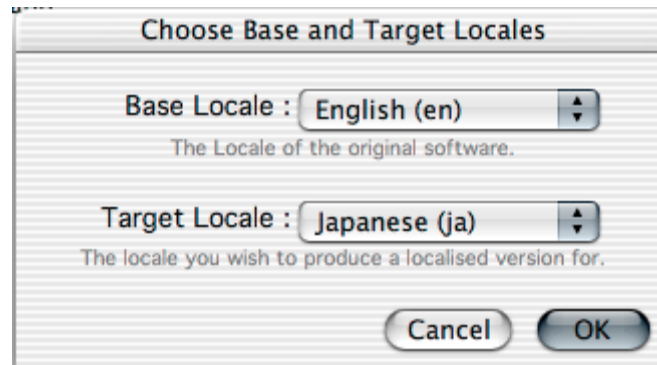 Choose Base and Target Locales
Base Locale : English (en)
The Locale of the original software.
Target Locale : Japanese (ja)
The locale you wish to produce a localised version for.
Cancel OK